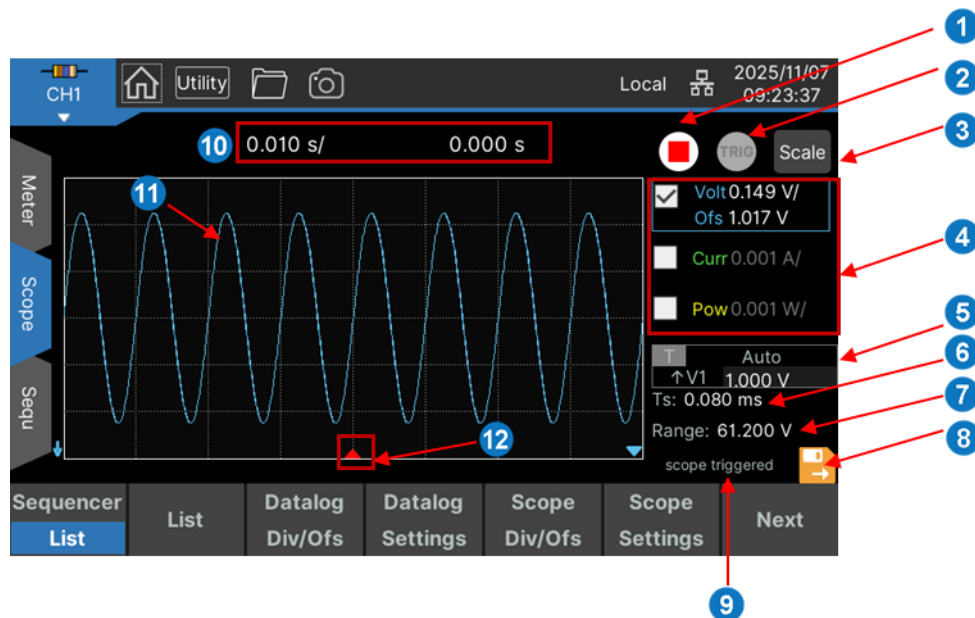 1
CH1 Utility Local 2025/11/07
09:23:37
2
3
10 0.010 s/ 0.000 s TRIG Scale
Meter
Scope
Sequ
11
Volt 0.149 V/
Ofs 1.017 V
4
Curr 0.001 A/
Pow 0.001 W/
5
T Auto
↑V1 1.000 V
6
Ts: 0.080 ms
7
Range: 61.200 V
8
12
scope triggered
Sequencer
List
List
Datalog
Div/Ofs
Datalog
Settings
Scope
Div/Ofs
Scope
Settings
Next
9